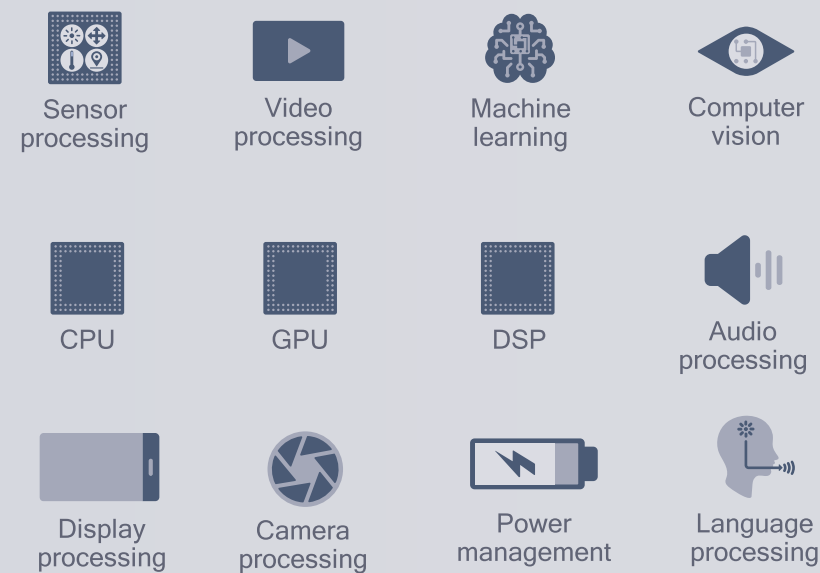 Sensor
processing
Video
processing
Machine
learning
Computer
vision
CPU
GPU
DSP
Audio
processing
Display
processing
Camera
processing
Power
management
Language
processing